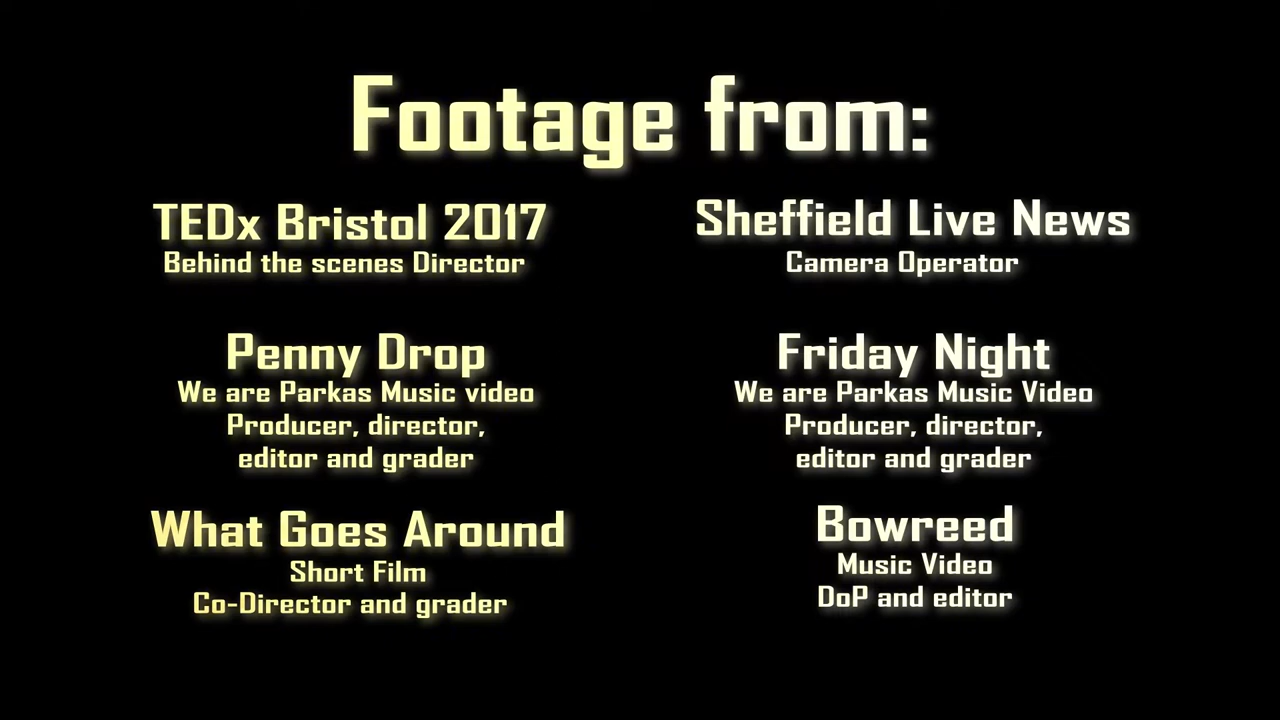 Footage from:
TEDx Bristol 2017
Behind the scenes Director
Sheffield Live News
Camera Operator
Penny Drop
We are Parkas Music video
Producer, director,
editor and grader
Friday Night
We are Parkas Music Video
Producer, director,
editor and grader
What Goes Around
Short Film
Co-Director and grader
Bowreed
Music Video
DoP and editor